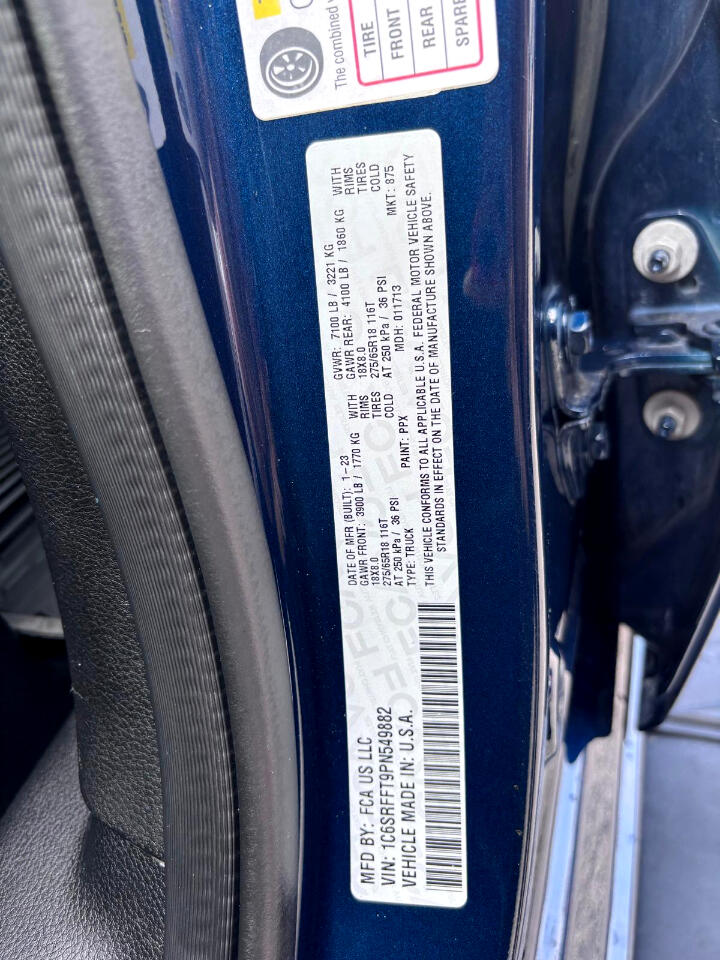 The combined
TIRE
FRONT
REAR
SPARE
MFD BY: FCA US LLC
VIN: 1C6SRFFT9PN549882
VEHICLE MADE IN: U.S.A.
DATE OF MFR (BUILT): 1-23
GAWR FRONT: 3900 LB / 1770 KG WITH
18X8.0 RIMS
275/65R18 116T TIRES
AT 250 kPa / 36 PSI COLD
TYPE: TRUCK PAINT: PPX
GVWR: 7100 LB / 3221 KG
GAWR REAR: 4100 LB / 1860 KG WITH
18X8.0 RIMS
275/65R18 116T TIRES
AT 250 kPa / 36 PSI COLD
MDH: 011713 MKT: 875
THIS VEHICLE CONFORMS TO ALL APPLICABLE U.S.A. FEDERAL MOTOR VEHICLE SAFETY
STANDARDS IN EFFECT ON THE DATE OF MANUFACTURE SHOWN ABOVE.